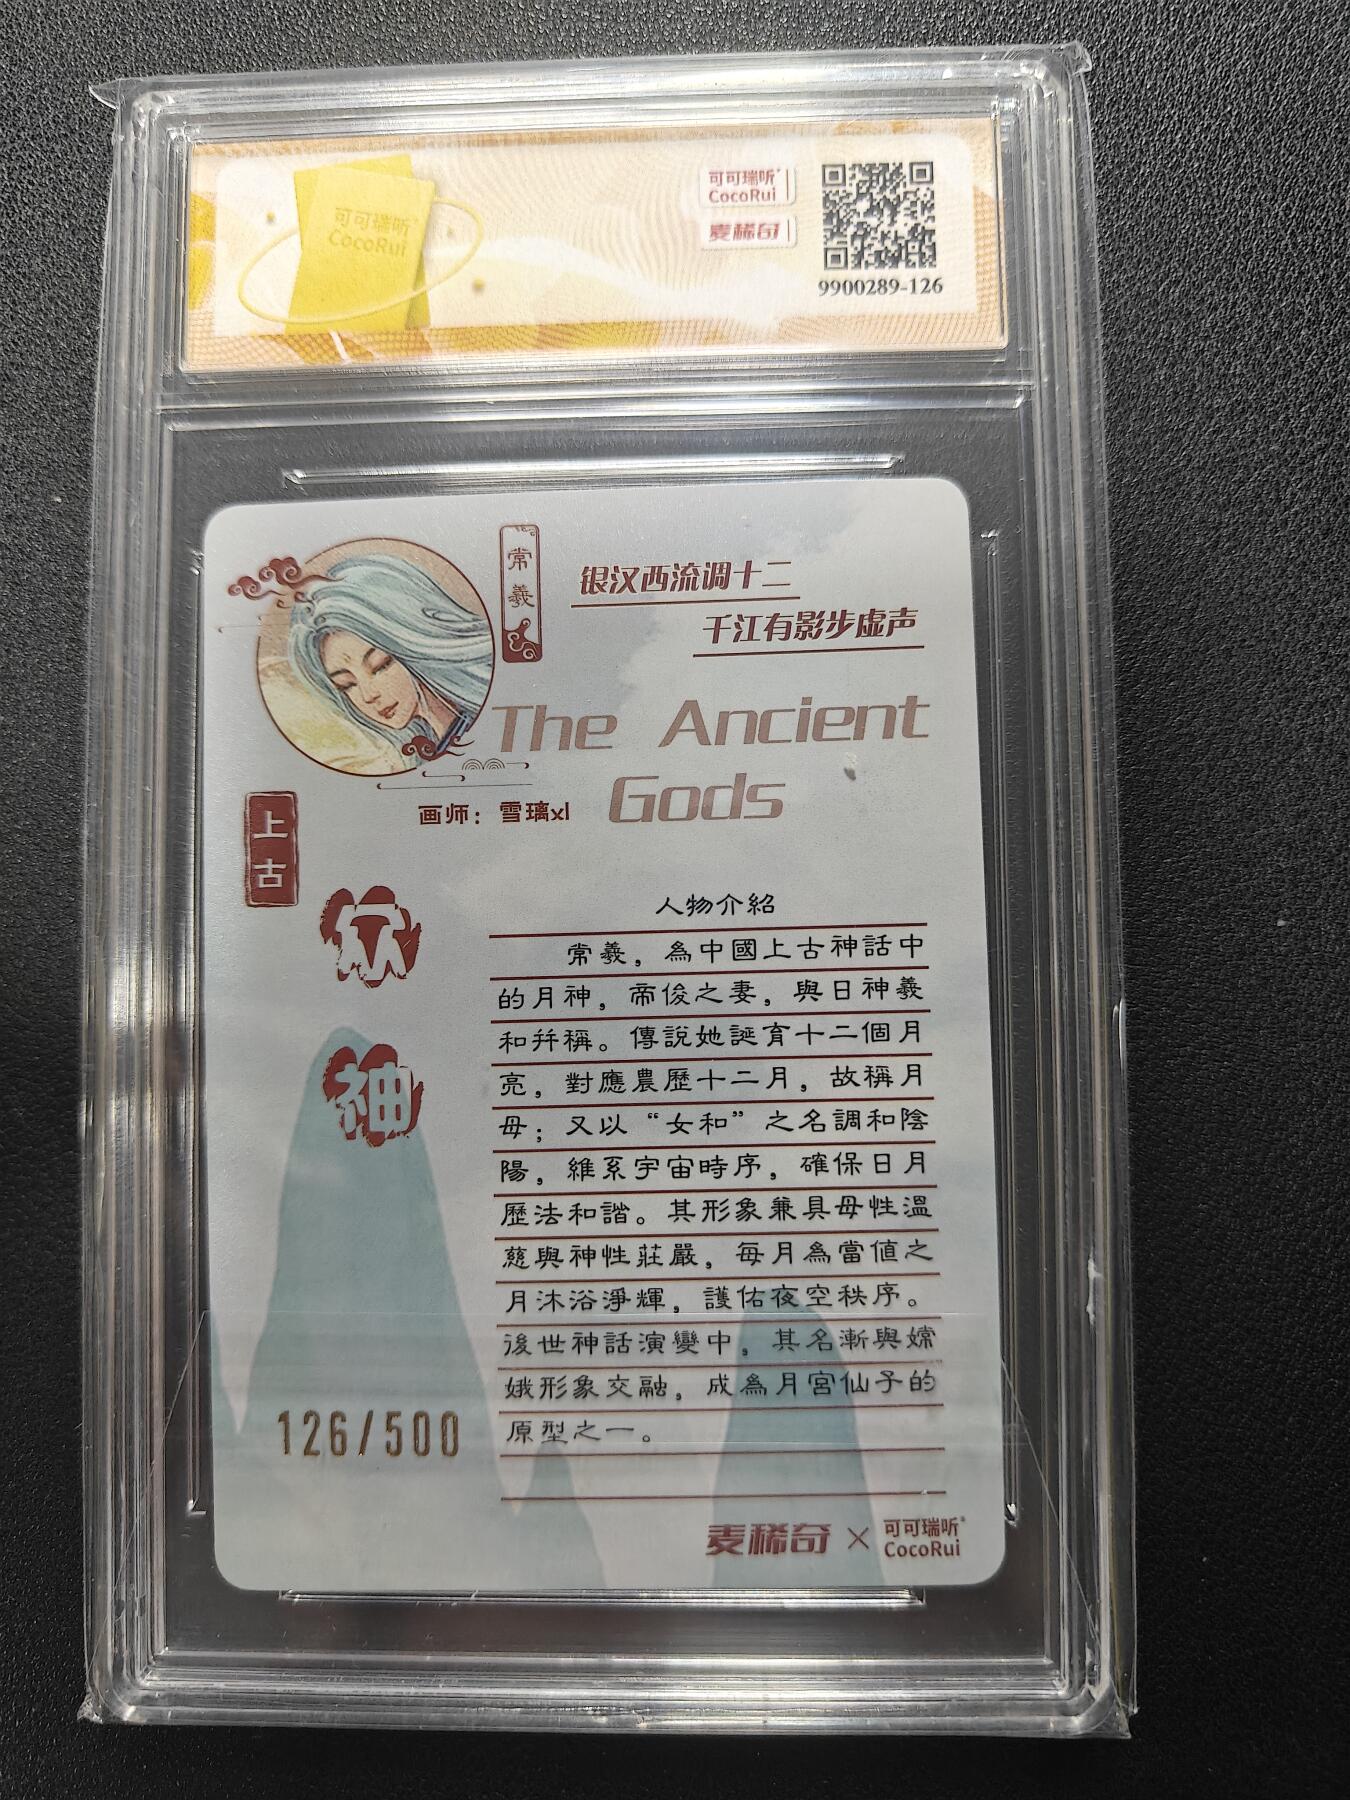 可可瑞听
CocoRui
可可瑞听
CocoRui
麦稀奇
9900289-126
常羲
银汉西流调十二
千江有影步虚声
The Ancient
Gods
画师：雪璃xl
上古
众神
人物介紹
常羲，為中國上古神話中
的月神，帝俊之妻，與日神羲
和并稱。傳說她誕育十二個月
亮，對應農歷十二月，故稱月
母；又以“女和”之名調和陰
陽，維系宇宙時序，確保日月
歷法和諧。其形象兼具母性溫
慈與神性莊嚴，每月為當值之
月沐浴淨輝，護佑夜空秩序。
後世神話演變中，其名漸與嫦
娥形象交融，成為月宮仙子的
原型之一。
126/500
麦稀奇 × 可可瑞听
CocoRui